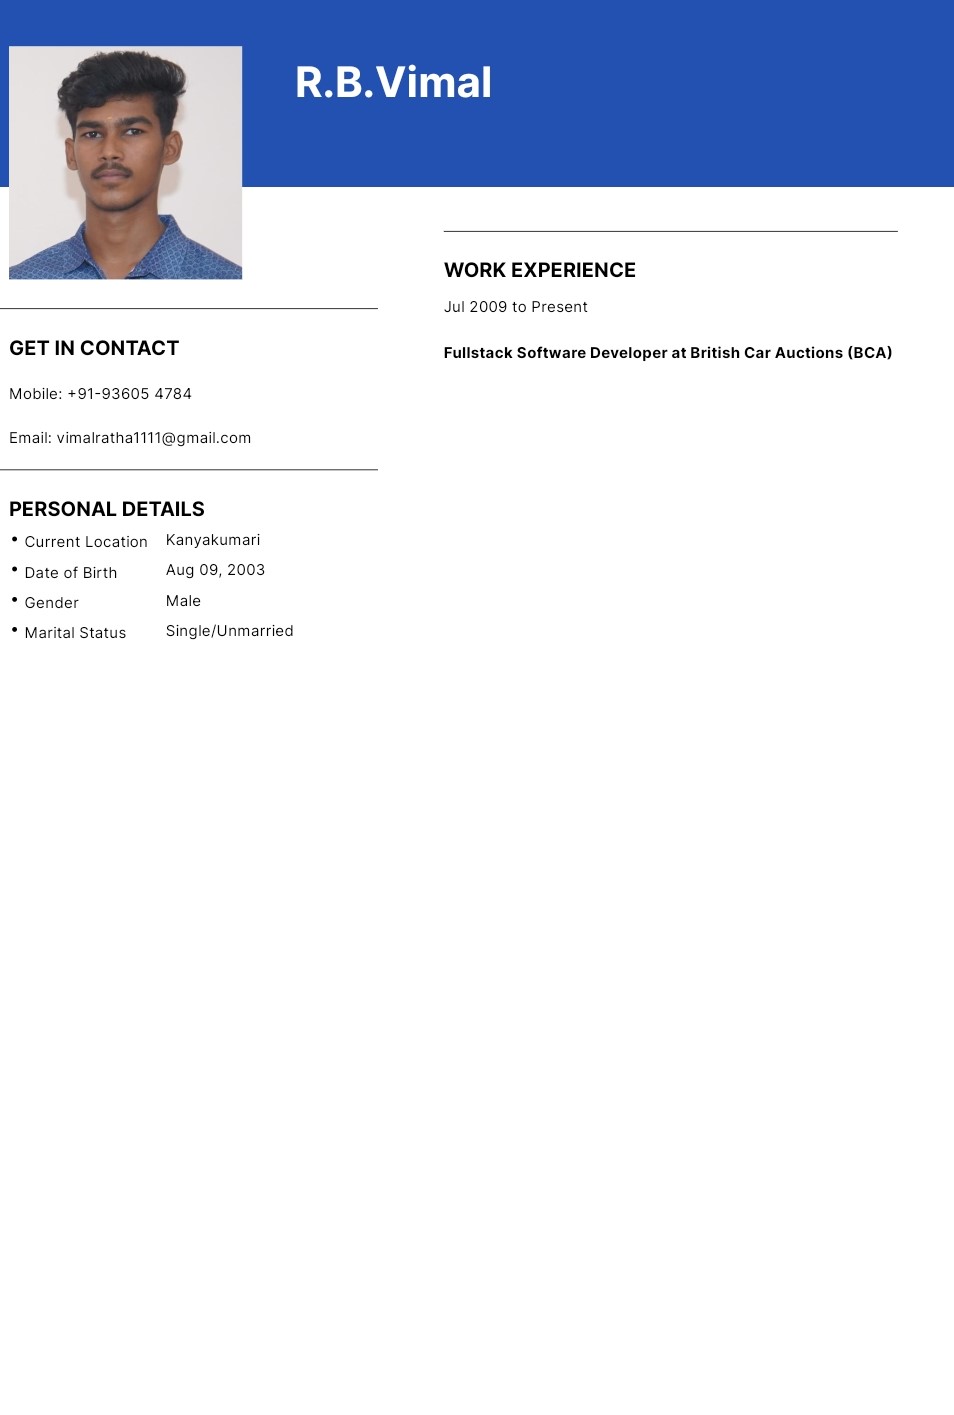 R.B.Vimal
GET IN CONTACT
Mobile: +91-93605 4784
Email: vimalratha1111@gmail.com
PERSONAL DETAILS
• Current Location Kanyakumari
• Date of Birth Aug 09, 2003
• Gender Male
• Marital Status Single/Unmarried
WORK EXPERIENCE
Jul 2009 to Present
Fullstack Software Developer at British Car Auctions (BCA)